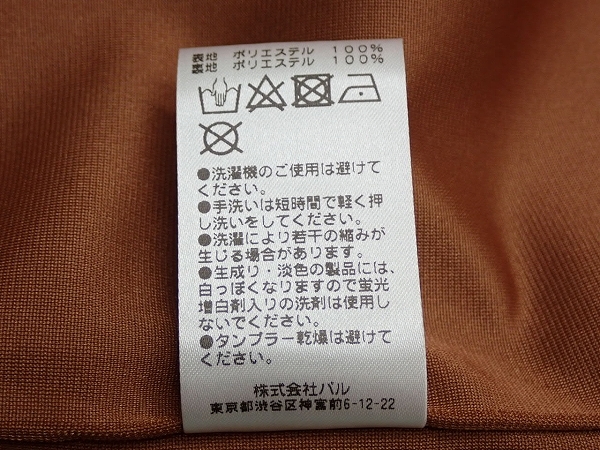 表地 ポリエステル 100%
裏地 ポリエステル 100%
●洗濯機のご使用は避けて
ください。
●手洗いは短時間で軽く押
し洗いをしてください。
●洗濯により若干の縮みが
生じる場合があります。
●生成り・淡色の製品には、
白っぽくなりますので蛍光
増白剤入りの洗剤は使用し
ないでください。
●タンブラー乾燥は避けて
ください。
株式会社パル
東京都渋谷区神宮前6-12-22